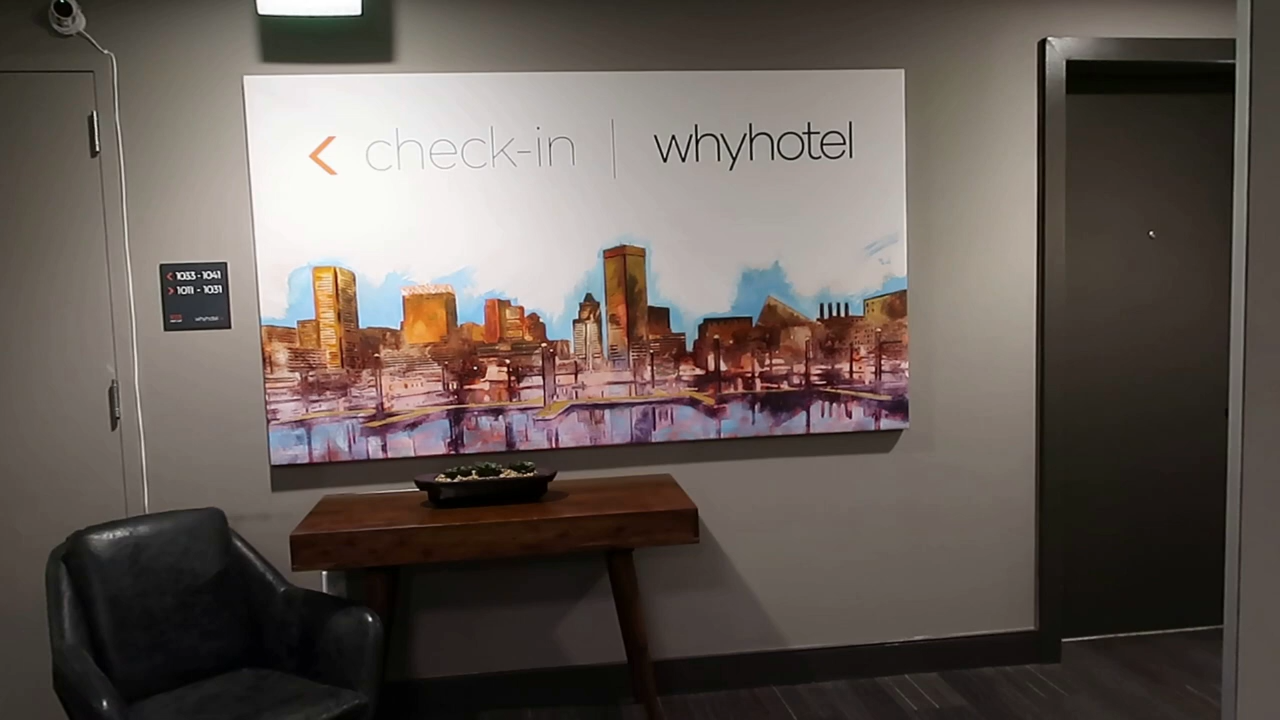 < check-in | whyhotel
< 1033 - 1041
> 1011 - 1031
whyhotel